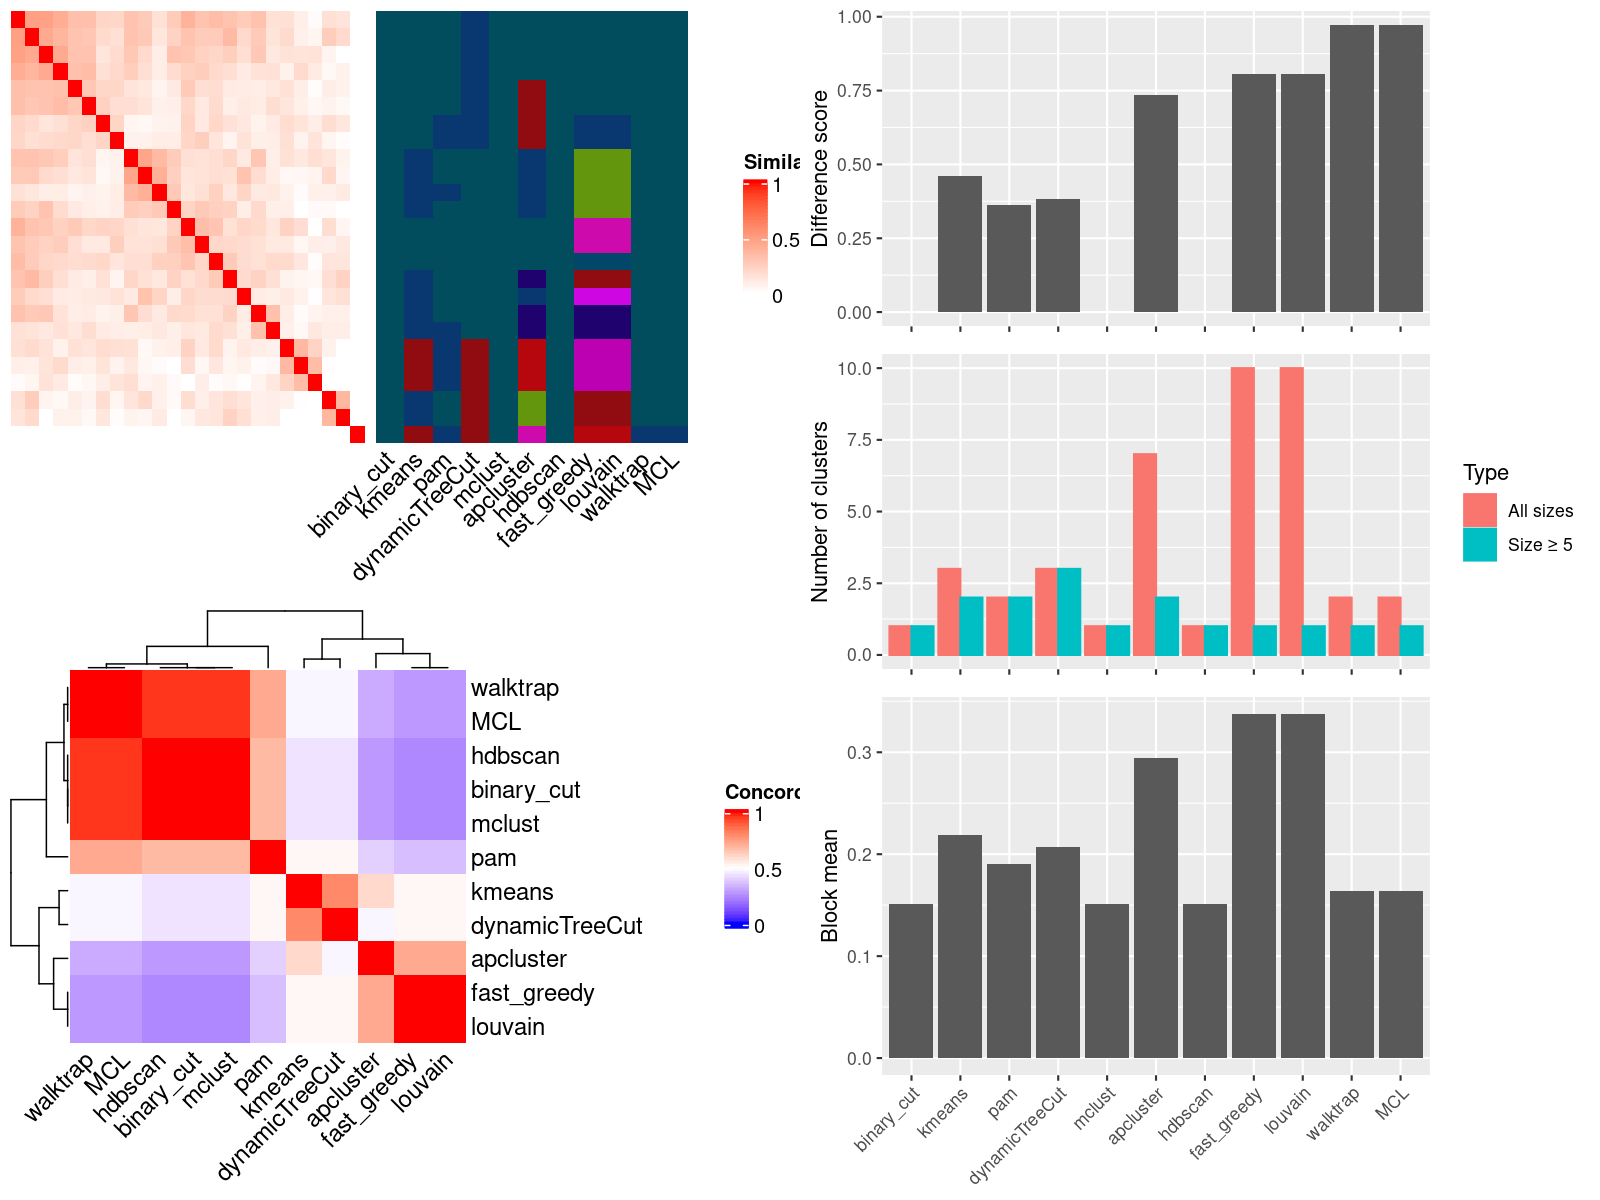 Simila
1
0.5
0
binary_cut
kmeans
pam
dynamicTreeCut
mclust
apcluster
hdbscan
fast_greedy
louvain
walktrap
MCL
walktrap
MCL
hdbscan
binary_cut
mclust
pam
kmeans
dynamicTreeCut
apcluster
fast_greedy
louvain
Concord
1
0.5
0
walktrap
MCL
hdbscan
binary_cut
mclust
pam
kmeans
dynamicTreeCut
apcluster
fast_greedy
louvain
Difference score
1.00
0.75
0.50
0.25
0.00
Number of clusters
10.0
7.5
5.0
2.5
0.0
Type
All sizes
Size ≥ 5
Block mean
0.3
0.2
0.1
0.0
binary_cut
kmeans
pam
dynamicTreeCut
mclust
apcluster
hdbscan
fast_greedy
louvain
walktrap
MCL